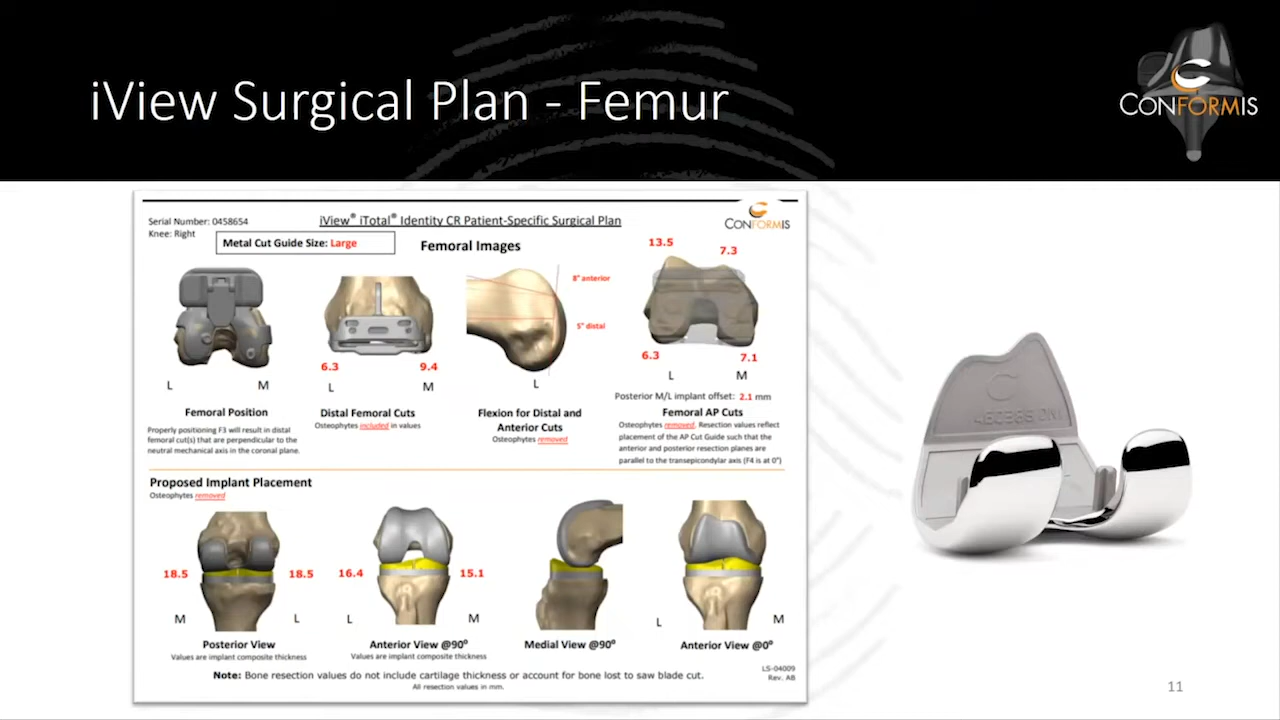 iView Surgical Plan - Femur
CONFORMIS
Serial Number: 0458654
Knee: Right
iView® iTotal® Identity CR Patient-Specific Surgical Plan
CONFORMIS
Metal Cut Guide Size: Large
Femoral Images
13.5
7.3
8° anterior
5° distal
6.3
9.4
6.3
7.1
L
M
L
M
L
L
M
Posterior M/L implant offset: 2.1 mm
Femoral Position
Properly positioning F3 will result in distal
femoral cut(s) that are perpendicular to the
neutral mechanical axis in the coronal plane.
Distal Femoral Cuts
Osteophytes included in values
Flexion for Distal and
Anterior Cuts
Osteophytes removed
Femoral AP Cuts
Osteophytes removed. Resection values reflect
placement of the AP Cut Guide such that the
anterior and posterior resection planes are
parallel to the transepicondylar axis (F4 is at 0°)
Proposed Implant Placement
Osteophytes removed
18.5
18.5
16.4
15.1
M
L
L
M
L
M
Posterior View
Values are implant composite thickness
Anterior View @90⁰
Values are implant composite thickness
Medial View @90⁰
Anterior View @0⁰
Note: Bone resection values do not include cartilage thickness or account for bone lost to saw blade cut.
All resection values in mm.
LS-04009
Rev. AB
11